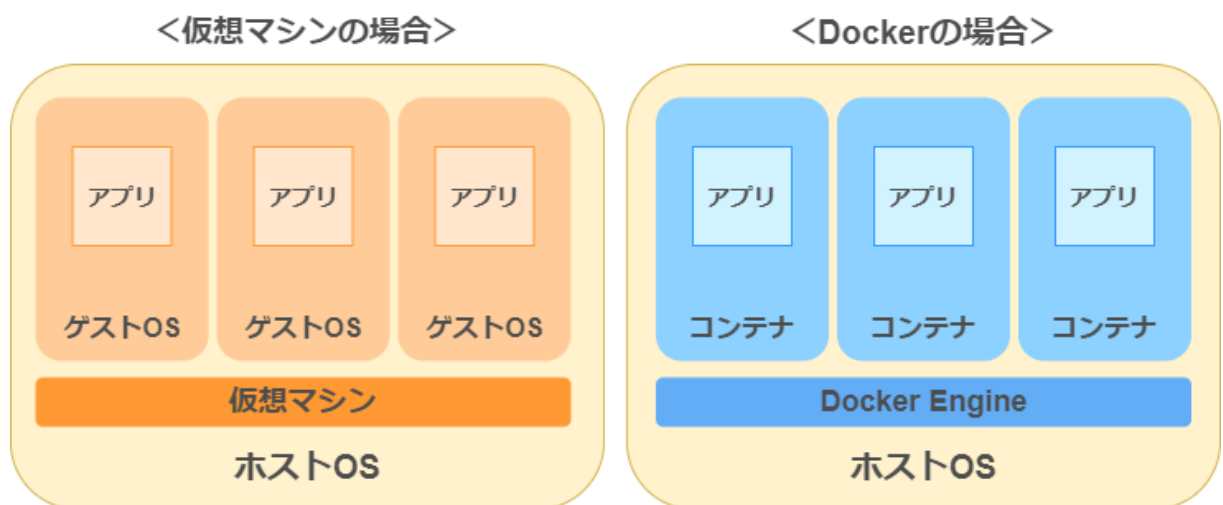 <仮想マシンの場合>
アプリ
アプリ
アプリ
ゲストOS
ゲストOS
ゲストOS
仮想マシン
ホストOS
<Dockerの場合>
アプリ
アプリ
アプリ
コンテナ
コンテナ
コンテナ
Docker Engine
ホストOS